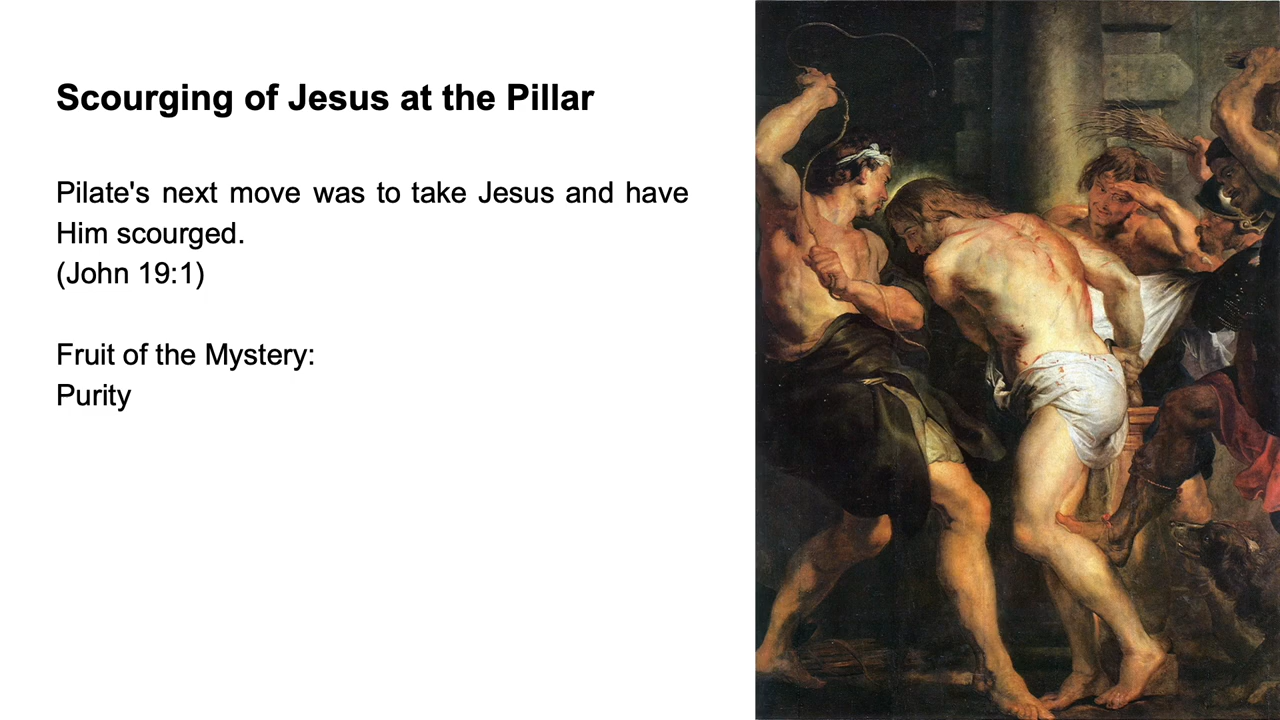 Scourging of Jesus at the Pillar
Pilate's next move was to take Jesus and have
Him scourged.
(John 19:1)
Fruit of the Mystery:
Purity